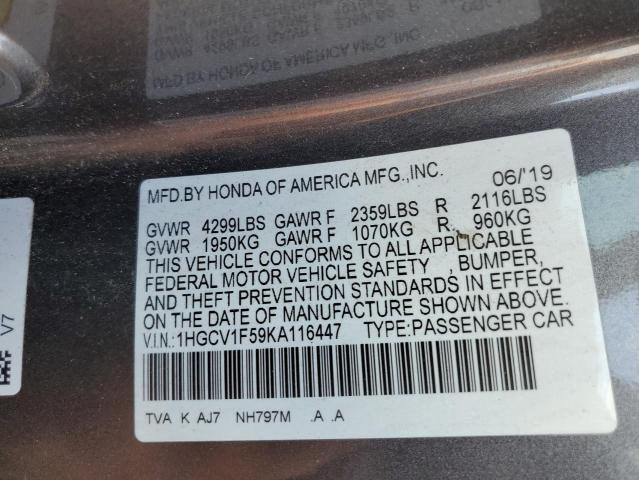 MFD.BY HONDA OF AMERICA MFG.,INC. 06/'19
GVWR 4299LBS GAWR F 2359LBS R 2116LBS
GVWR 1950KG GAWR F 1070KG R 960KG
THIS VEHICLE CONFORMS TO ALL APPLICABLE
FEDERAL MOTOR VEHICLE SAFETY , BUMPER,
AND THEFT PREVENTION STANDARDS IN EFFECT
ON THE DATE OF MANUFACTURE SHOWN ABOVE.
V.I.N.:1HGCV1F59KA116447 TYPE:PASSENGER CAR
TVA K AJ7 NH797M .A .A
V7